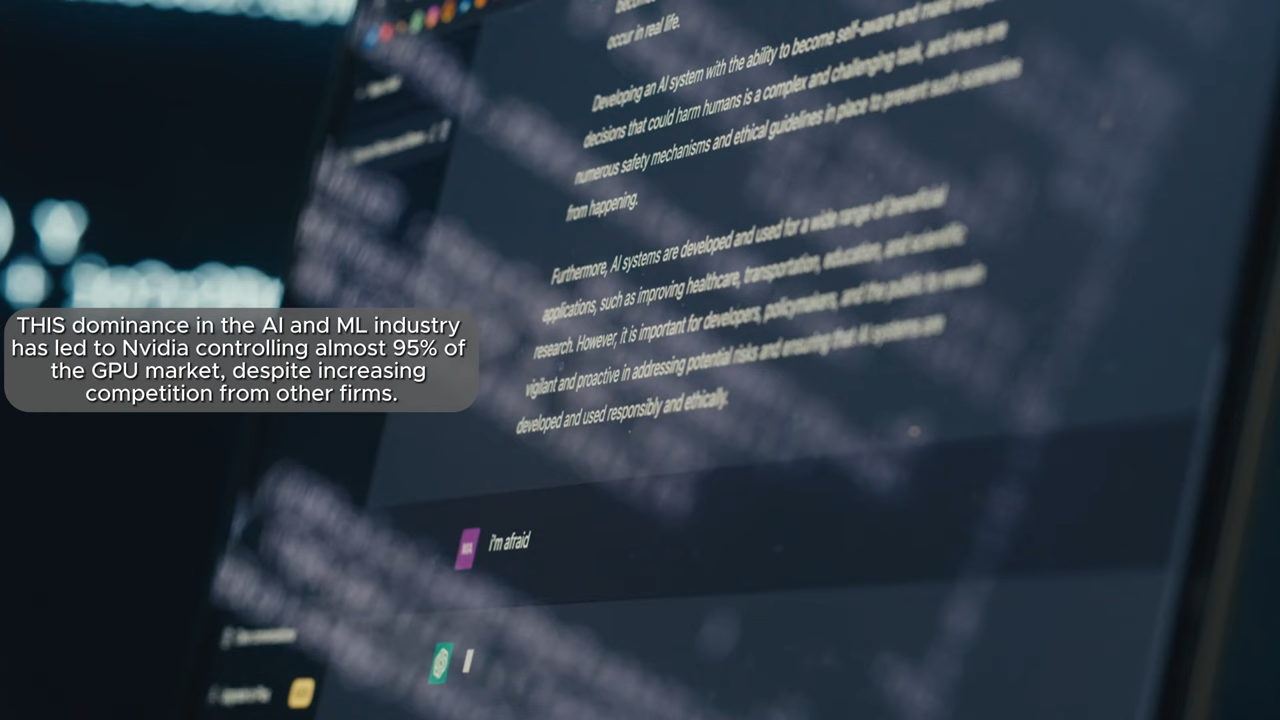 occur in real life.
Developing an AI system with the ability to become self-aware and make
decisions that could harm humans is a complex and challenging task, and there are
numerous safety mechanisms and ethical guidelines in place to prevent such scenarios
from happening.
Furthermore, AI systems are developed and used for a wide range of beneficial
applications, such as improving healthcare, transportation, education, and scientific
research. However, it is important for developers, policymakers, and the public to remain
vigilant and proactive in addressing potential risks and ensuring that AI systems are
developed and used responsibly and ethically.
THIS dominance in the AI and ML industry
has led to Nvidia controlling almost 95% of
the GPU market, despite increasing
competition from other firms.
i'm afraid